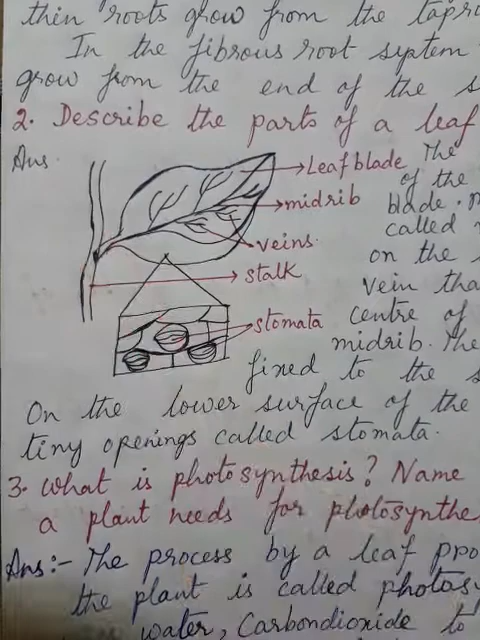 thin roots grow from the
In the fibrous root system
grow from the end of the
2. Describe the parts of a leaf
Ans. Leaf blade The
of the
midrib blade.
called
veins on the
stalk vein tha
stomata centre of
midrib. The
fixed to the
On the lower surface of the
tiny openings called stomata.
3. What is photosynthesis? Name
a plant needs for photosynthe
Ans:- The process by a leaf ppo
the plant is called photos
water, Carbondioxide to